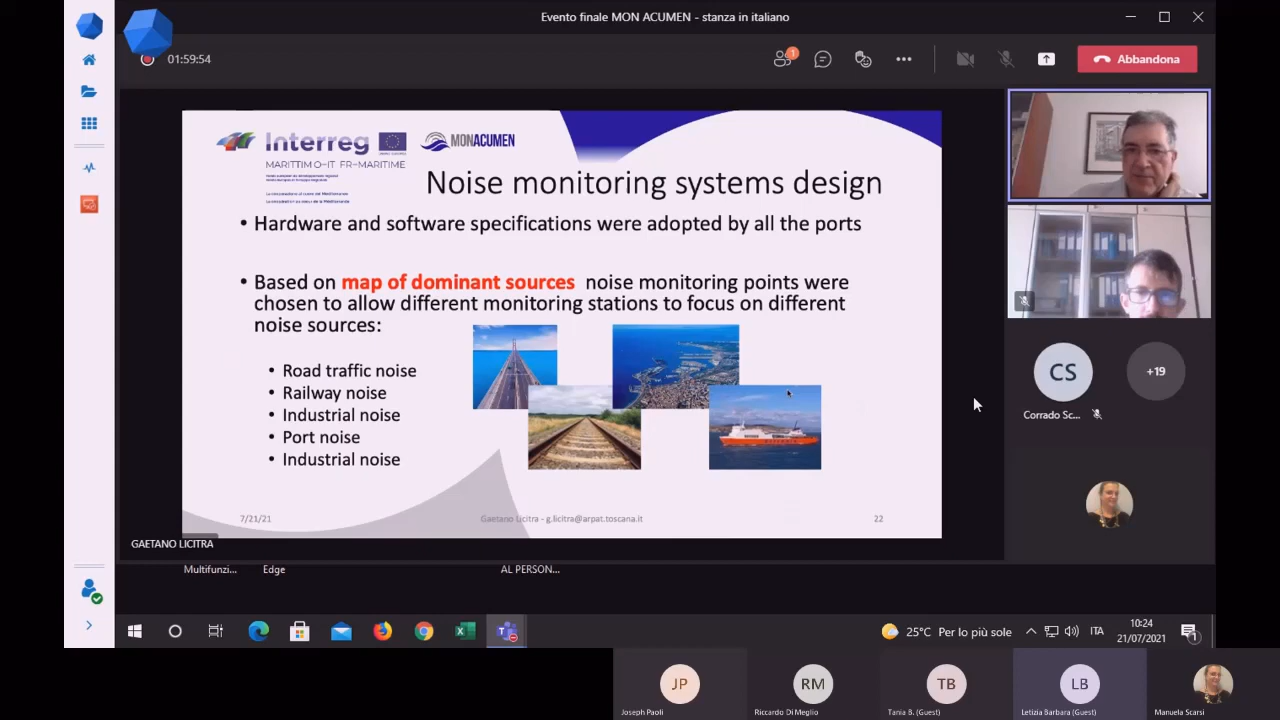 Evento finale MON ACUMEN - stanza in italiano
01:59:54
1
Abbandona
Interreg
MARITTIMO-IT FR-MARITIME
MONACUMEN
Noise monitoring systems design
• Hardware and software specifications were adopted by all the ports
• Based on map of dominant sources noise monitoring points were
chosen to allow different monitoring stations to focus on different
noise sources:
• Road traffic noise
• Railway noise
• Industrial noise
• Port noise
• Industrial noise
7/21/21
Gaetano Licitra - g.licitra@arpat.toscana.it
22
GAETANO LICITRA
CS
+19
Corrado Sc...
Multifunzi...
Edge
AL PERSON...
25°C Per lo più sole
ITA
10:24
21/07/2021
1
JP
RM
TB
LB
Joseph Paoli
Riccardo Di Meglio
Tania B. (Guest)
Letizia Barbara (Guest)
Manuela Scarsi